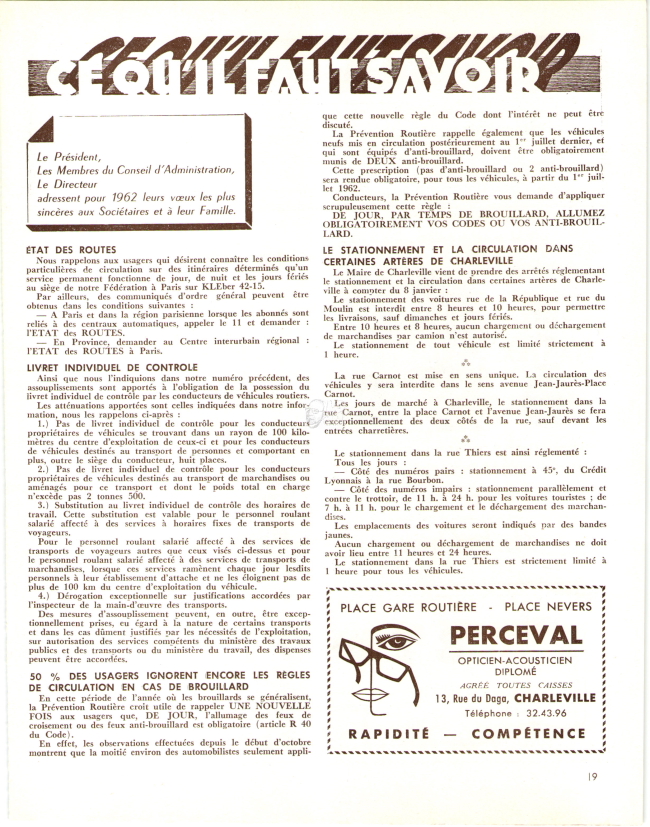 CE QU'IL FAUT SAVOIR
Le Président,
Les Membres du Conseil d'Administration,
Le Directeur
adressent pour 1962 leurs vœux les plus
sincères aux Sociétaires et à leur Famille.
ÉTAT DES ROUTES
Nous rappelons aux usagers qui désirent connaître les conditions
particulières de circulation sur des itinéraires déterminés qu'un
service permanent fonctionne de jour, de nuit et les jours fériés
au siège de notre Fédération à Paris sur KLEber 42-15.
Par ailleurs, des communiqués d'ordre général peuvent être
obtenus dans les conditions suivantes :
— A Paris et dans la région parisienne lorsque les abonnés sont
reliés à des centraux automatiques, appeler le 11 et demander :
l'ETAT des ROUTES.
— En Province, demander au Centre interurbain régional :
l'ETAT des ROUTES à Paris.
LIVRET INDIVIDUEL DE CONTROLE
Ainsi que nous l'indiquions dans notre numéro précédent, des
assouplissements sont apportés à l'obligation de la possession du
livret individuel de contrôle par les conducteurs de véhicules routiers.
Les atténuations apportées sont celles indiquées dans notre infor-
mation, nous les rappelons ci-après :
1.) Pas de livret individuel de contrôle pour les conducteurs
propriétaires de véhicules se trouvant dans un rayon de 100 kilo-
mètres du centre d'exploitation de ceux-ci et pour les conducteurs
de véhicules destinés au transport de personnes et comportant en
plus, outre le siège du conducteur, huit places.
2.) Pas de livret individuel de contrôle pour les conducteurs
propriétaires de véhicules destinés au transport de marchandises ou
aménagés pour ce transport et dont le poids total en charge
n'excède pas 2 tonnes 500.
3.) Substitution au livret individuel de contrôle des horaires de
travail. Cette substitution est valable pour le personnel roulant
salarié affecté à des services à horaires fixes de transports de
voyageurs.
Pour le personnel roulant salarié affecté à des services de
transports de voyageurs autres que ceux visés ci-dessus et pour
le personnel roulant salarié affecté à des services de transports de
marchandises, lorsque ces services ramènent chaque jour lesdits
personnels à leur établissement d'attache et ne les éloignent pas de
plus de 100 km du centre d'exploitation du véhicule.
4.) Dérogation exceptionnelle sur justifications accordées par
l'inspecteur de la main-d'œuvre des transports.
Des mesures d'assouplissement peuvent, en outre, être excep-
tionnellement prises, eu égard à la nature de certains transports
et dans les cas dûment justifiés par les nécessités de l'exploitation,
sur autorisation des services compétents du ministère des travaux
publics et des transports ou du ministère du travail, des dispenses
peuvent être accordées.
50 % DES USAGERS IGNORENT ENCORE LES RÈGLES
DE CIRCULATION EN CAS DE BROUILLARD
En cette période de l'année où les brouillards se généralisent,
la Prévention Routière croit utile de rappeler UNE NOUVELLE
FOIS aux usagers que, DE JOUR, l'allumage des feux de
croisement ou des feux anti-brouillard est obligatoire (article R 40
du Code).
En effet, les observations effectuées depuis le début d'octobre
montrent que la moitié environ des automobilistes seulement appli-
que cette nouvelle règle du Code dont l'intérêt ne peut être
discuté.
La Prévention Routière rappelle également que les véhicules
neufs mis en circulation postérieurement au 1er juillet dernier, et
qui sont équipés d'anti-brouillard, doivent être obligatoirement
munis de DEUX anti-brouillard.
Cette prescription (pas d'anti-brouillard ou 2 anti-brouillard)
sera rendue obligatoire, pour tous les véhicules, à partir du 1er juil-
let 1962.
Conducteurs, la Prévention Routière vous demande d'appliquer
scrupuleusement cette règle :
DE JOUR, PAR TEMPS DE BROUILLARD, ALLUMEZ
OBLIGATOIREMENT VOS CODES OU VOS ANTI-BROUIL-
LARD.
LE STATIONNEMENT ET LA CIRCULATION DANS
CERTAINES ARTÈRES DE CHARLEVILLE
Le Maire de Charleville vient de prendre des arrêtés réglementant
le stationnement et la circulation dans certaines artères de Charle-
ville à compter du 8 janvier :
Le stationnement des voitures rue de la République et rue du
Moulin est interdit entre 8 heures et 10 heures, pour permettre
les livraisons, sauf dimanches et jours fériés.
Entre 10 heures et 8 heures, aucun chargement ou déchargement
de marchandises par camion n'est autorisé.
Le stationnement de tout véhicule est limité strictement à
1 heure.
La rue Carnot est mise en sens unique. La circulation des
véhicules y sera interdite dans le sens avenue Jean-Jaurès-Place
Carnot.
Les jours de marché à Charleville, le stationnement dans la
rue Carnot, entre la place Carnot et l'avenue Jean-Jaurès se fera
exceptionnellement des deux côtés de la rue, sauf devant les
entrées charretières.
Le stationnement dans la rue Thiers est ainsi réglementé :
Tous les jours :
— Côté des numéros pairs : stationnement à 45°, du Crédit
Lyonnais à la rue Bourbon.
— Côté des numéros impairs : stationnement parallèlement et
contre le trottoir, de 11 h. à 24 h. pour les voitures touristes ; de
7 h. à 11 h. pour le chargement et le déchargement des marchan-
dises.
Les emplacements des voitures seront indiqués par des bandes
jaunes.
Aucun chargement ou déchargement de marchandises ne doit
avoir lieu entre 11 heures et 24 heures.
Le stationnement dans la rue Thiers est strictement limité à
1 heure pour tous les véhicules.
PLACE GARE ROUTIÈRE - PLACE NEVERS
PERCEVAL
OPTICIEN-ACOUSTICIEN
DIPLOMÉ
AGRÉÉ TOUTES CAISSES
13, Rue du Daga, CHARLEVILLE
Téléphone : 32.43.96
RAPIDITÉ — COMPÉTENCE
19